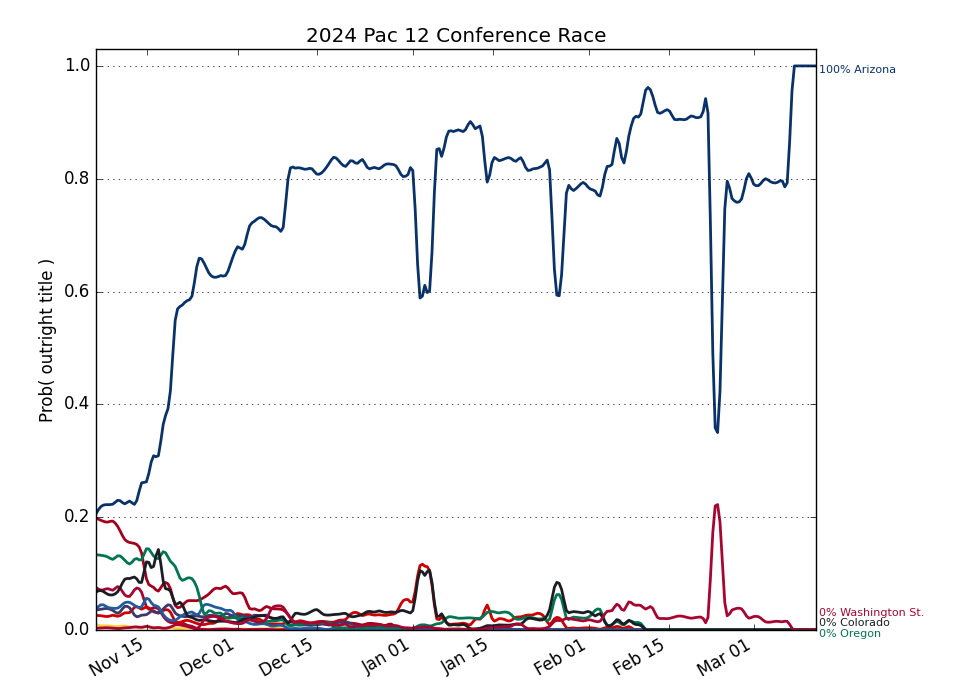 2024 Pac 12 Conference Race
Prob( outright title )
1.0
0.8
0.6
0.4
0.2
0.0
100% Arizona
0% Washington St.
0% Colorado
0% Oregon
Nov 15
Dec 01
Dec 15
Jan 01
Jan 15
Feb 01
Feb 15
Mar 01